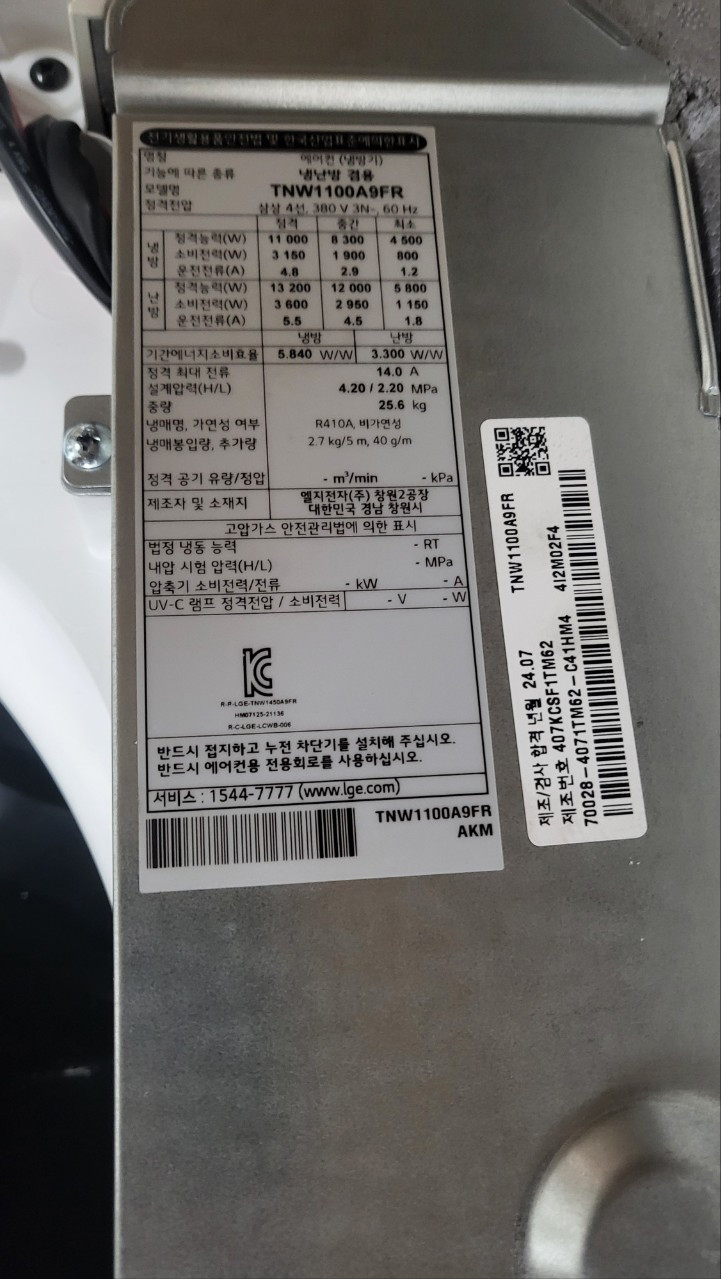 전기생활용품안전법 및 한국산업표준에의한표시
명칭 에어컨 (냉방기)
기능에 따른 종류 냉난방 겸용
모델명 TNW1100A9FR
정격전압 삼상 4선, 380 V 3N~, 60 Hz
정격 중간 최소
냉방 정격능력(W) 11 000 8 300 4 500
소비전력(W) 3 150 1 900 800
운전전류(A) 4.8 2.9 1.2
난방 정격능력(W) 13 200 12 000 5 800
소비전력(W) 3 600 2 950 1 150
운전전류(A) 5.5 4.5 1.8
냉방 난방
기간에너지소비효율 5.840 W/W 3.300 W/W
정격 최대 전류 14.0 A
설계압력(H/L) 4.20 / 2.20 MPa
중량 25.6 kg
냉매명, 가연성 여부 R410A, 비가연성
냉매봉입량, 추가량 2.7 kg/5 m, 40 g/m
정격 공기 유량/정압 - m³/min - kPa
제조자 및 소재지 엘지전자(주) 창원2공장
대한민국 경남 창원시
고압가스 안전관리법에 의한 표시
법정 냉동 능력 - RT
내압 시험 압력(H/L) - MPa
압축기 소비전력/전류 - kW - A
UV-C 램프 정격전압 / 소비전력 - V - W
R-R-LGE-TNW1450A9FR
HM07125-21136
R-C-LGE-LCWB-006
반드시 접지하고 누전 차단기를 설치해 주십시오.
반드시 에어컨용 전용회로를 사용하십시오.
서비스 : 1544-7777 (www.lge.com)
TNW1100A9FR
AKM
TNW1100A9FR
4I2M02F4
제조/검사 합격 년월 24.07
제조번호 407KCSF1TM62
70028-4071TM62-C41HM4